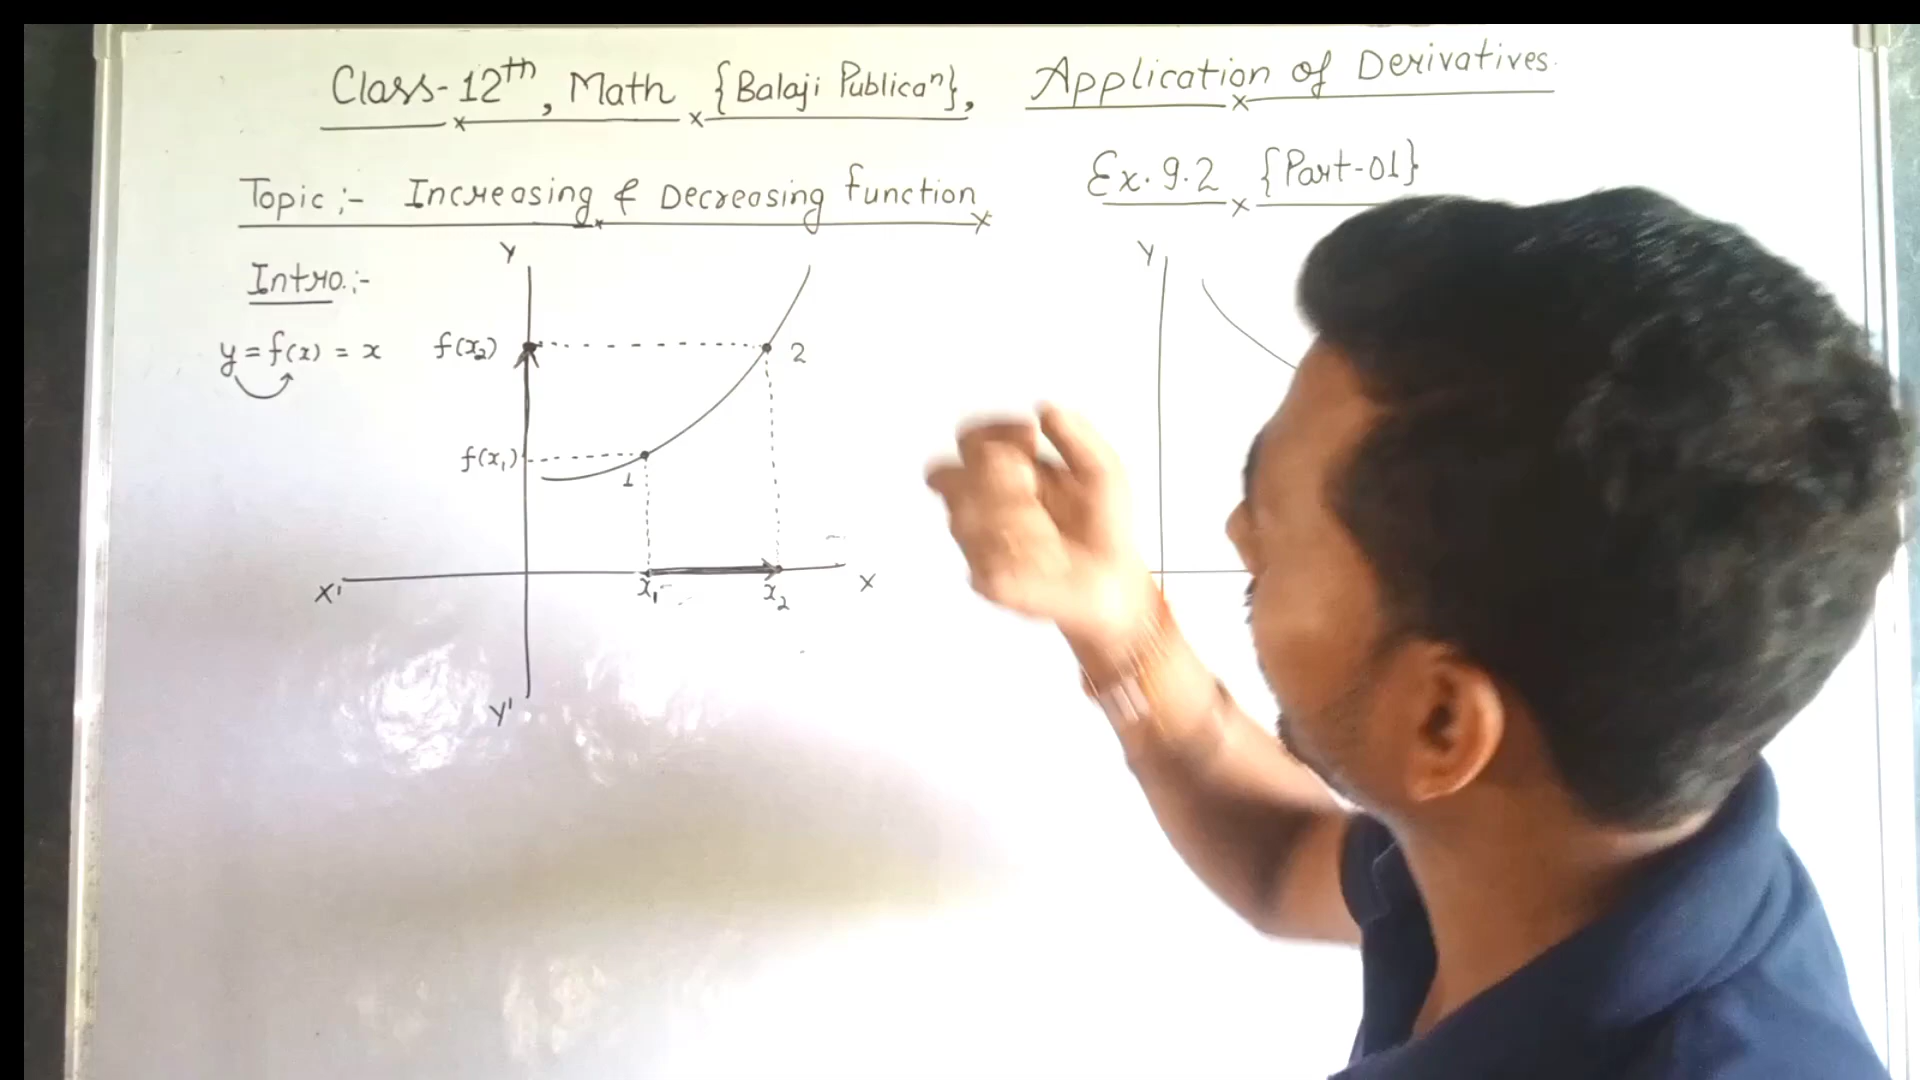 Class-12th, Math {Balaji Publicaⁿ}, Application of Derivatives.
Topic:- Increasing & Decreasing function
Ex. 9.2 {Part-01}
Intro.:-
Y
Y
y = f(x) = x
f(x₂)
2
f(x₁)
1
X'
x₁
x₂
X
Y'